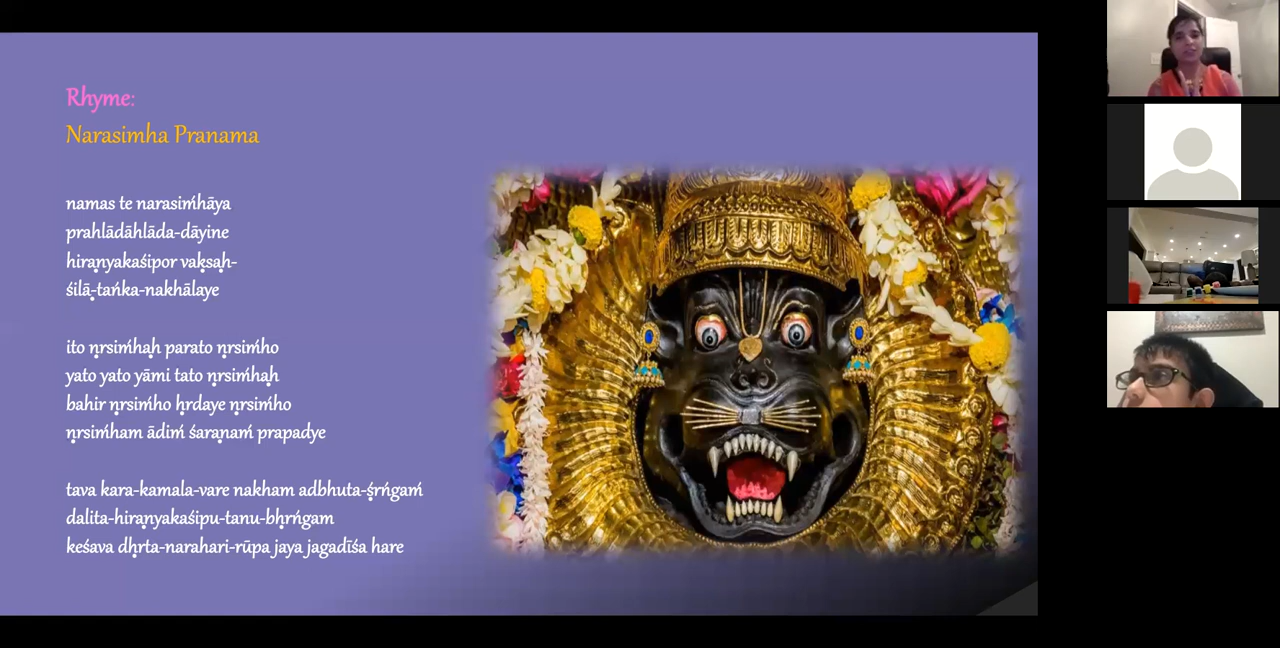 Rhyme:
Narasimha Pranama
namas te narasiṁhāya
prahlādāhlāda-dāyine
hiraṇyakaśipor vakṣaḥ-
śilā-ṭaṅka-nakhālaye
ito nṛsiṁhaḥ parato nṛsiṁho
yato yato yāmi tato nṛsiṁhaḥ
bahir nṛsiṁho hṛdaye nṛsiṁho
nṛsiṁham ādiṁ śaraṇaṁ prapadye
tava kara-kamala-vare nakham adbhuta-śṛṅgaṁ
dalita-hiraṇyakaśipu-tanu-bhṛṅgam
keśava dhṛta-narahari-rūpa jaya jagadīśa hare